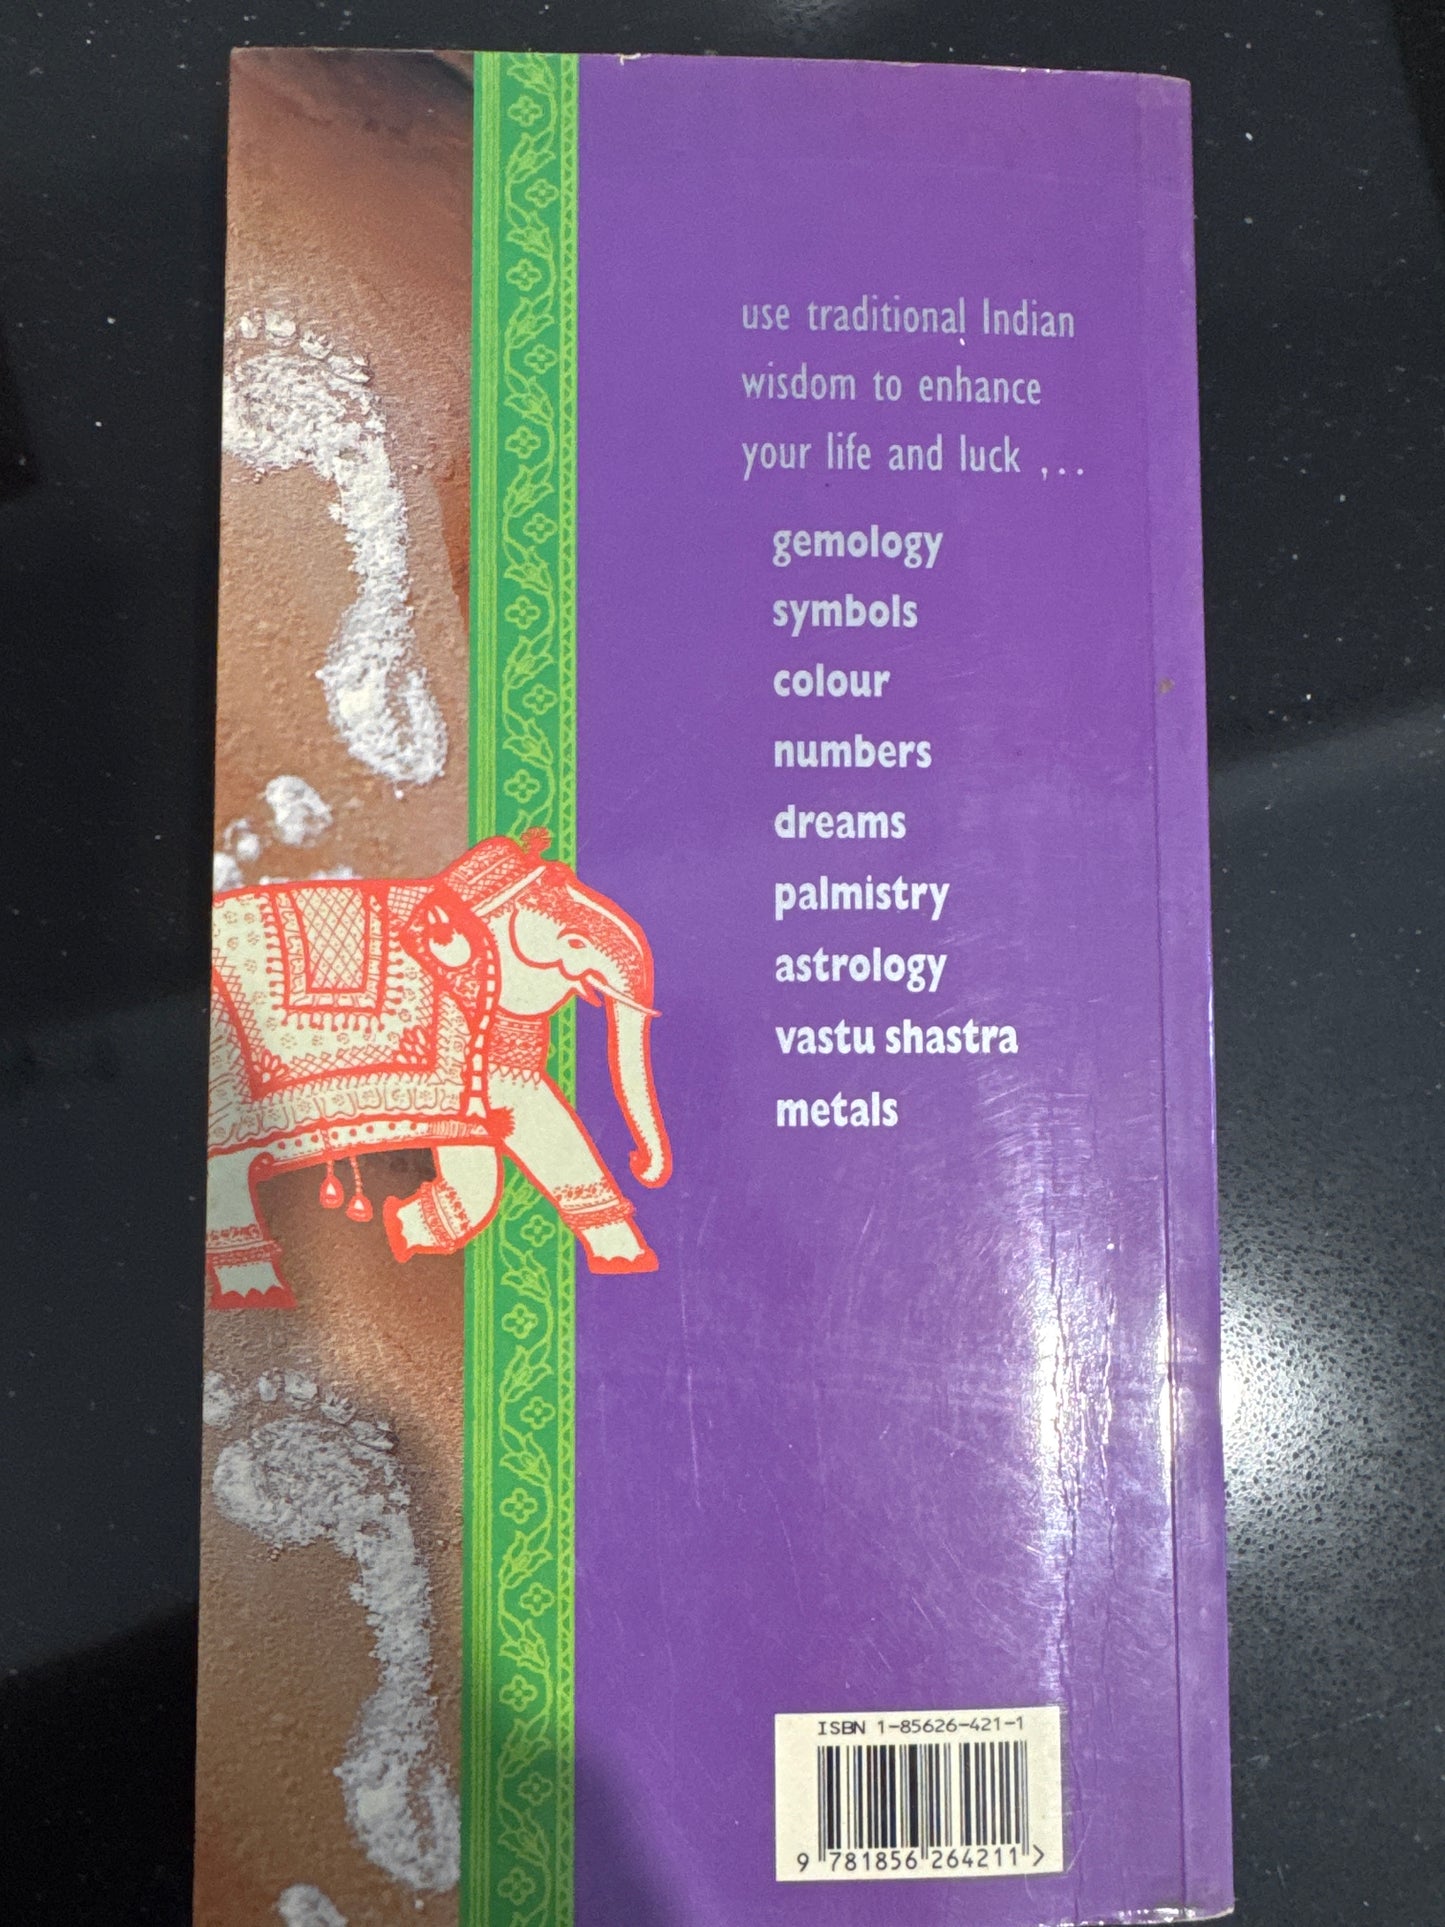 use traditional Indian
wisdom to enhance
your life and luck ...
gemology
symbols
colour
numbers
dreams
palmistry
astrology
vastu shastra
metals
ISBN 1-85626-421-1
9 781856 264211 >